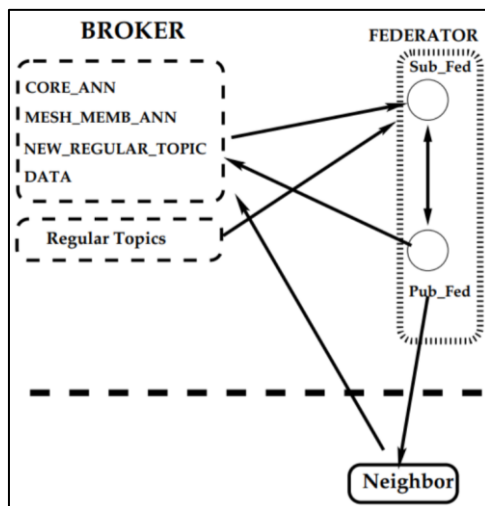 BROKER
FEDERATOR
Sub_Fed
CORE_ANN
MESH_MEMB_ANN
NEW_REGULAR_TOPIC
DATA
Regular Topics
Pub_Fed
Neighbor